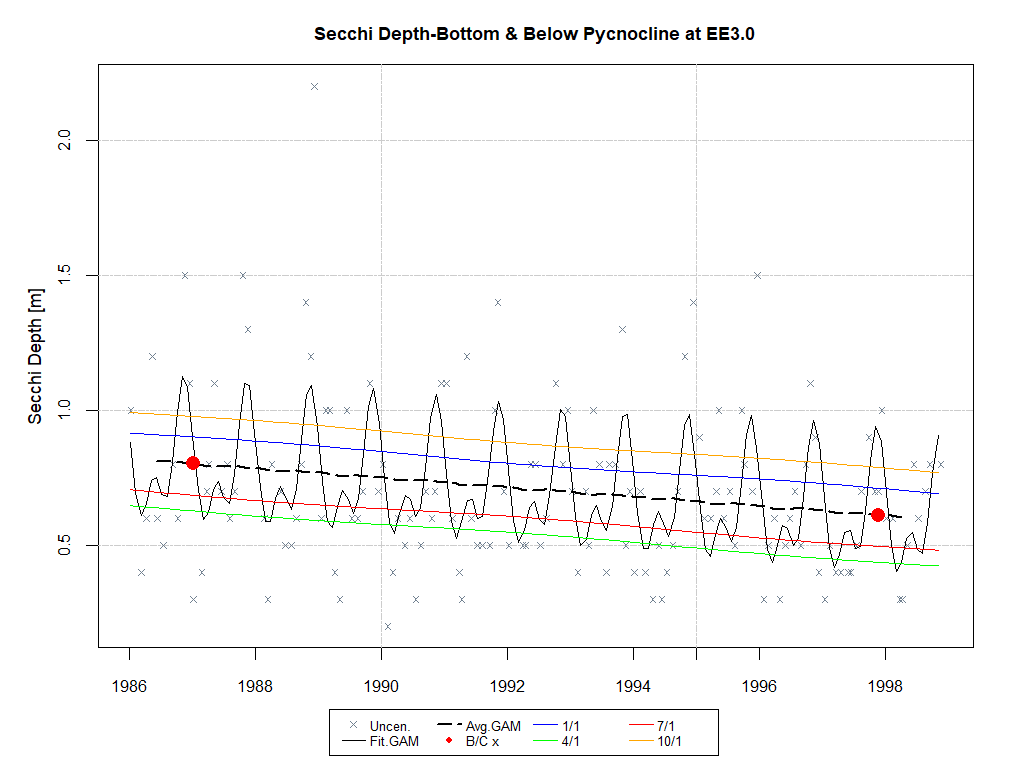 Secchi Depth-Bottom & Below Pycnocline at EE3.0
Secchi Depth [m]
2.0
1.5
1.0
0.5
1986 1988 1990 1992 1994 1996 1998
Uncen. Avg.GAM 1/1 7/1
Fit.GAM B/C x 4/1 10/1